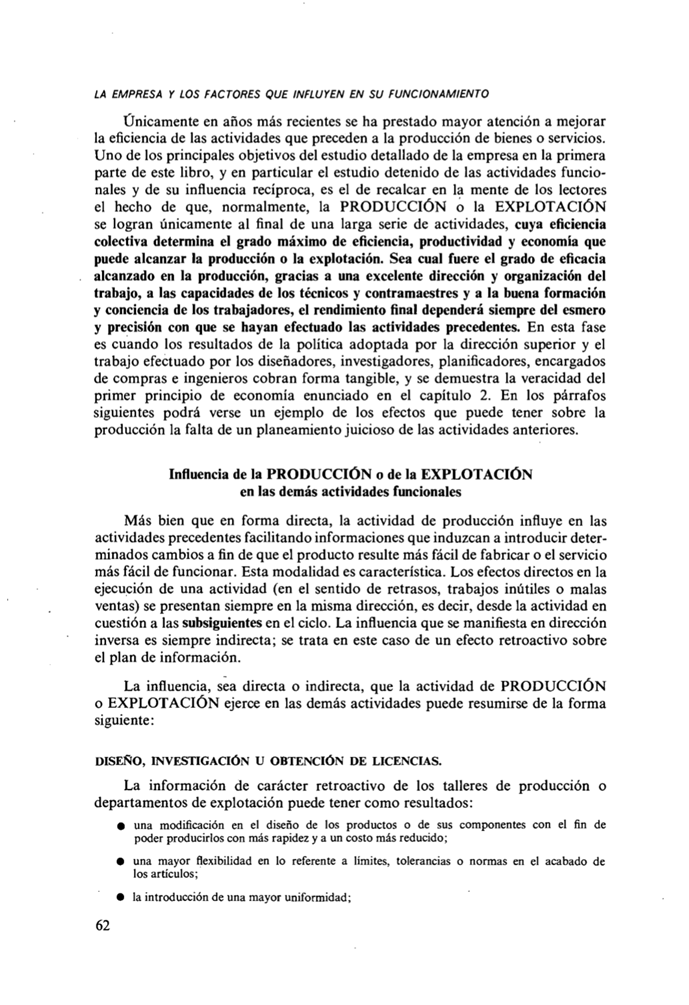 LA EMPRESA Y LOS FACTORES QUE INFLUYEN EN SU FUNCIONAMIENTO
Únicamente en años más recientes se ha prestado mayor atención a mejorar
la eficiencia de las actividades que preceden a la producción de bienes o servicios.
Uno de los principales objetivos del estudio detallado de la empresa en la primera
parte de este libro, y en particular el estudio detenido de las actividades funcio-
nales y de su influencia recíproca, es el de recalcar en la mente de los lectores
el hecho de que, normalmente, la PRODUCCIÓN o la EXPLOTACIÓN
se logran únicamente al final de una larga serie de actividades, cuya eficiencia
colectiva determina el grado máximo de eficiencia, productividad y economía que
puede alcanzar la producción o la explotación. Sea cual fuere el grado de eficacia
alcanzado en la producción, gracias a una excelente dirección y organización del
trabajo, a las capacidades de los técnicos y contramaestres y a la buena formación
y conciencia de los trabajadores, el rendimiento final dependerá siempre del esmero
y precisión con que se hayan efectuado las actividades precedentes. En esta fase
es cuando los resultados de la política adoptada por la dirección superior y el
trabajo efectuado por los diseñadores, investigadores, planificadores, encargados
de compras e ingenieros cobran forma tangible, y se demuestra la veracidad del
primer principio de economía enunciado en el capítulo 2. En los párrafos
siguientes podrá verse un ejemplo de los efectos que puede tener sobre la
producción la falta de un planeamiento juicioso de las actividades anteriores.
Influencia de la PRODUCCIÓN o de la EXPLOTACIÓN
en las demás actividades funcionales
Más bien que en forma directa, la actividad de producción influye en las
actividades precedentes facilitando informaciones que induzcan a introducir deter-
minados cambios a fin de que el producto resulte más fácil de fabricar o el servicio
más fácil de funcionar. Esta modalidad es característica. Los efectos directos en la
ejecución de una actividad (en el sentido de retrasos, trabajos inútiles o malas
ventas) se presentan siempre en la misma dirección, es decir, desde la actividad en
cuestión a las subsiguientes en el ciclo. La influencia que se manifiesta en dirección
inversa es siempre indirecta; se trata en este caso de un efecto retroactivo sobre
el plan de información.
La influencia, sea directa o indirecta, que la actividad de PRODUCCIÓN
o EXPLOTACIÓN ejerce en las demás actividades puede resumirse de la forma
siguiente:
DISEÑO, INVESTIGACIÓN U OBTENCIÓN DE LICENCIAS.
La información de carácter retroactivo de los talleres de producción o
departamentos de explotación puede tener como resultados:
● una modificación en el diseño de los productos o de sus componentes con el fin de
poder producirlos con más rapidez y a un costo más reducido;
● una mayor flexibilidad en lo referente a límites, tolerancias o normas en el acabado de
los artículos;
● la introducción de una mayor uniformidad;
62